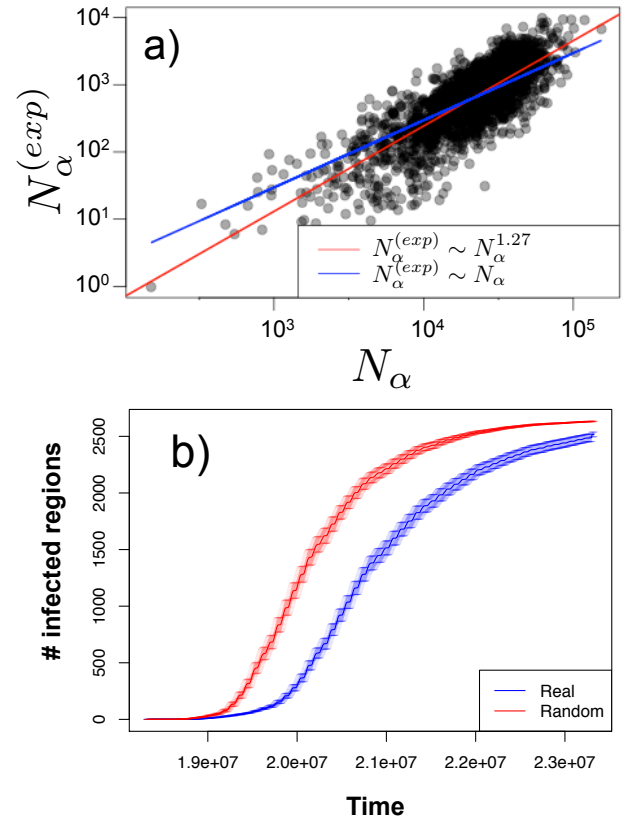 a)
10⁴
10³
10²
10¹
10⁰
N_α^(exp)
N_α^(exp) ∼ N_α^1.27
N_α^(exp) ∼ N_α
10³
10⁴
10⁵
N_α
b)
# infected regions
2500
2000
1500
1000
500
0
Real
Random
1.9e+07
2.0e+07
2.1e+07
2.2e+07
2.3e+07
Time